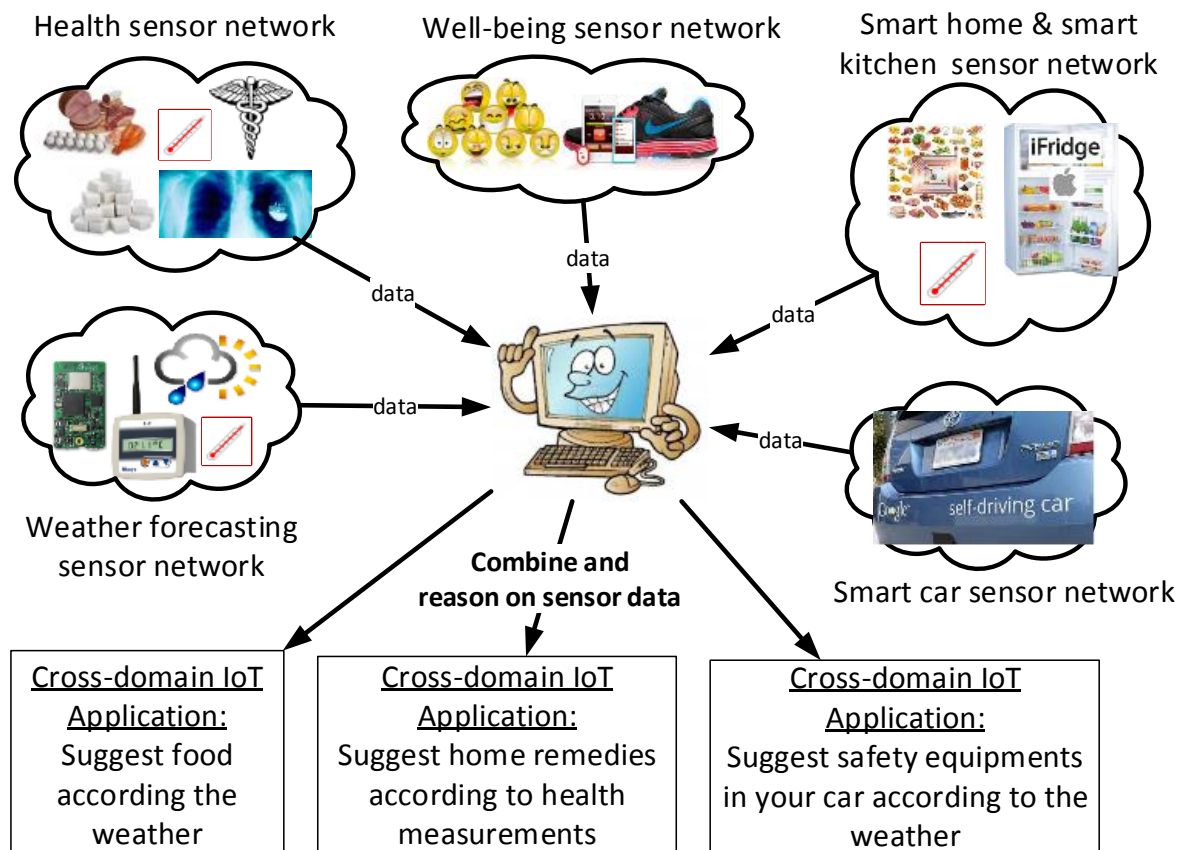 Health sensor network
Well-being sensor network
Smart home & smart
kitchen sensor network
iFridge
data
data
data
data
data
Weather forecasting
sensor network
Google
self-driving car
Smart car sensor network
Combine and
reason on sensor data
Cross-domain IoT
Application:
Suggest food
according the
weather
Cross-domain IoT
Application:
Suggest home remedies
according to health
measurements
Cross-domain IoT
Application:
Suggest safety equipments
in your car according to the
weather